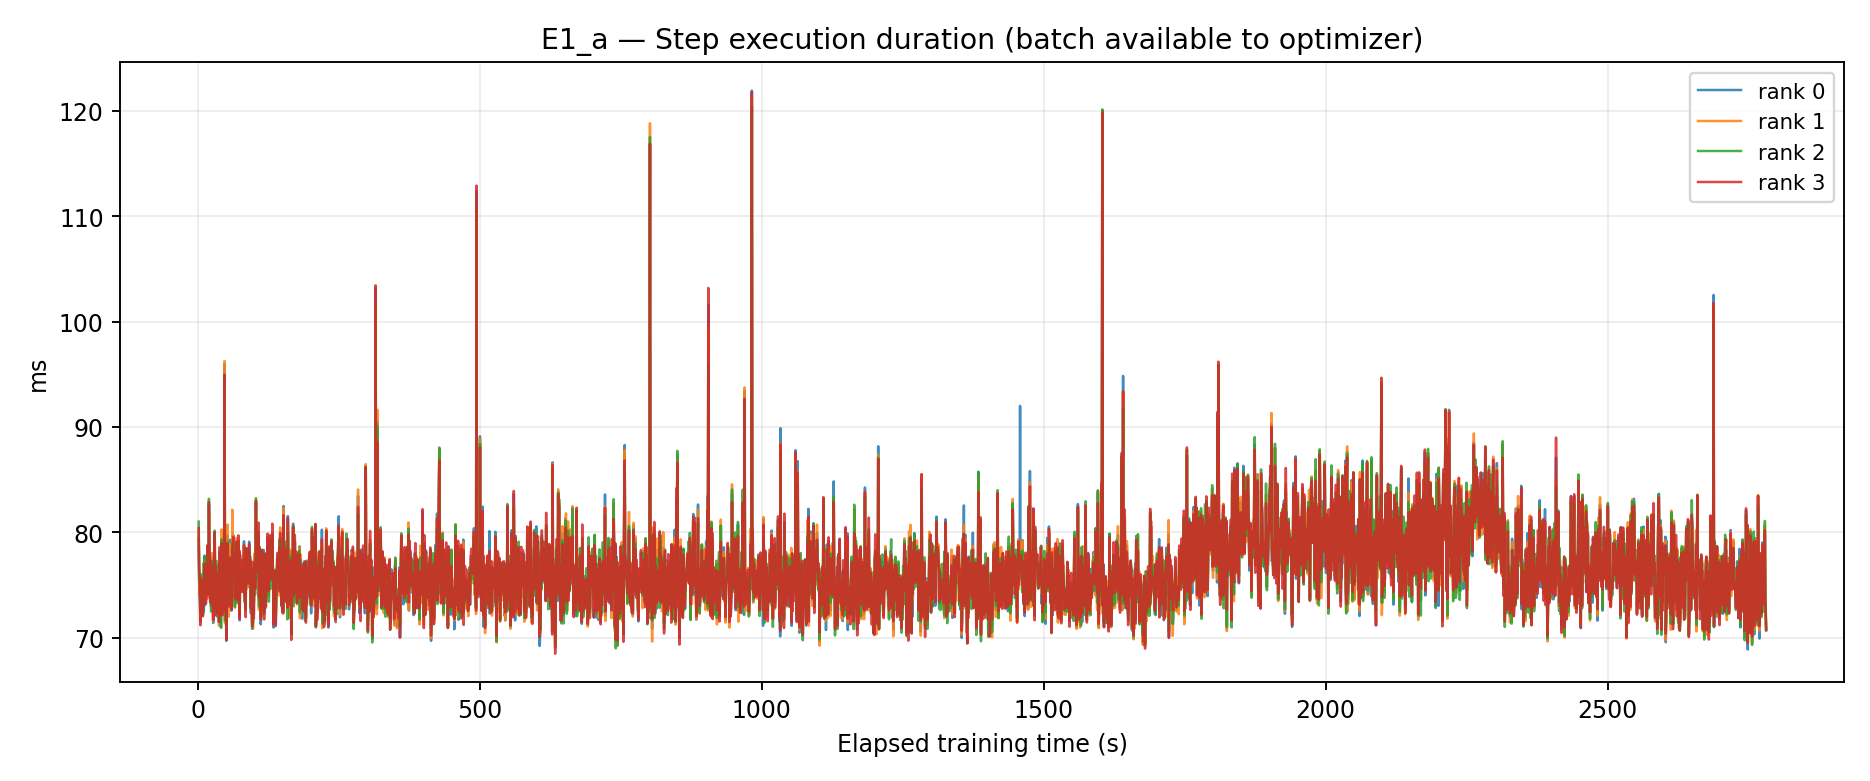 E1_a — Step execution duration (batch available to optimizer)
rank 0
rank 1
rank 2
rank 3
120
110
100
90
80
70
ms
0
500
1000
1500
2000
2500
Elapsed training time (s)